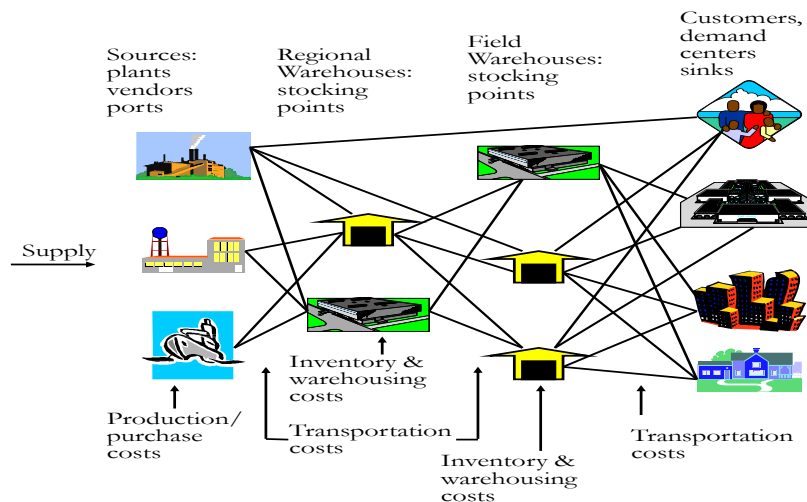 Sources:
plants
vendors
ports
Regional
Warehouses:
stocking
points
Field
Warehouses:
stocking
points
Customers,
demand
centers
sinks
Supply
Inventory &
warehousing
costs
Production/
purchase
costs
Transportation
costs
Inventory &
warehousing
costs
Transportation
costs